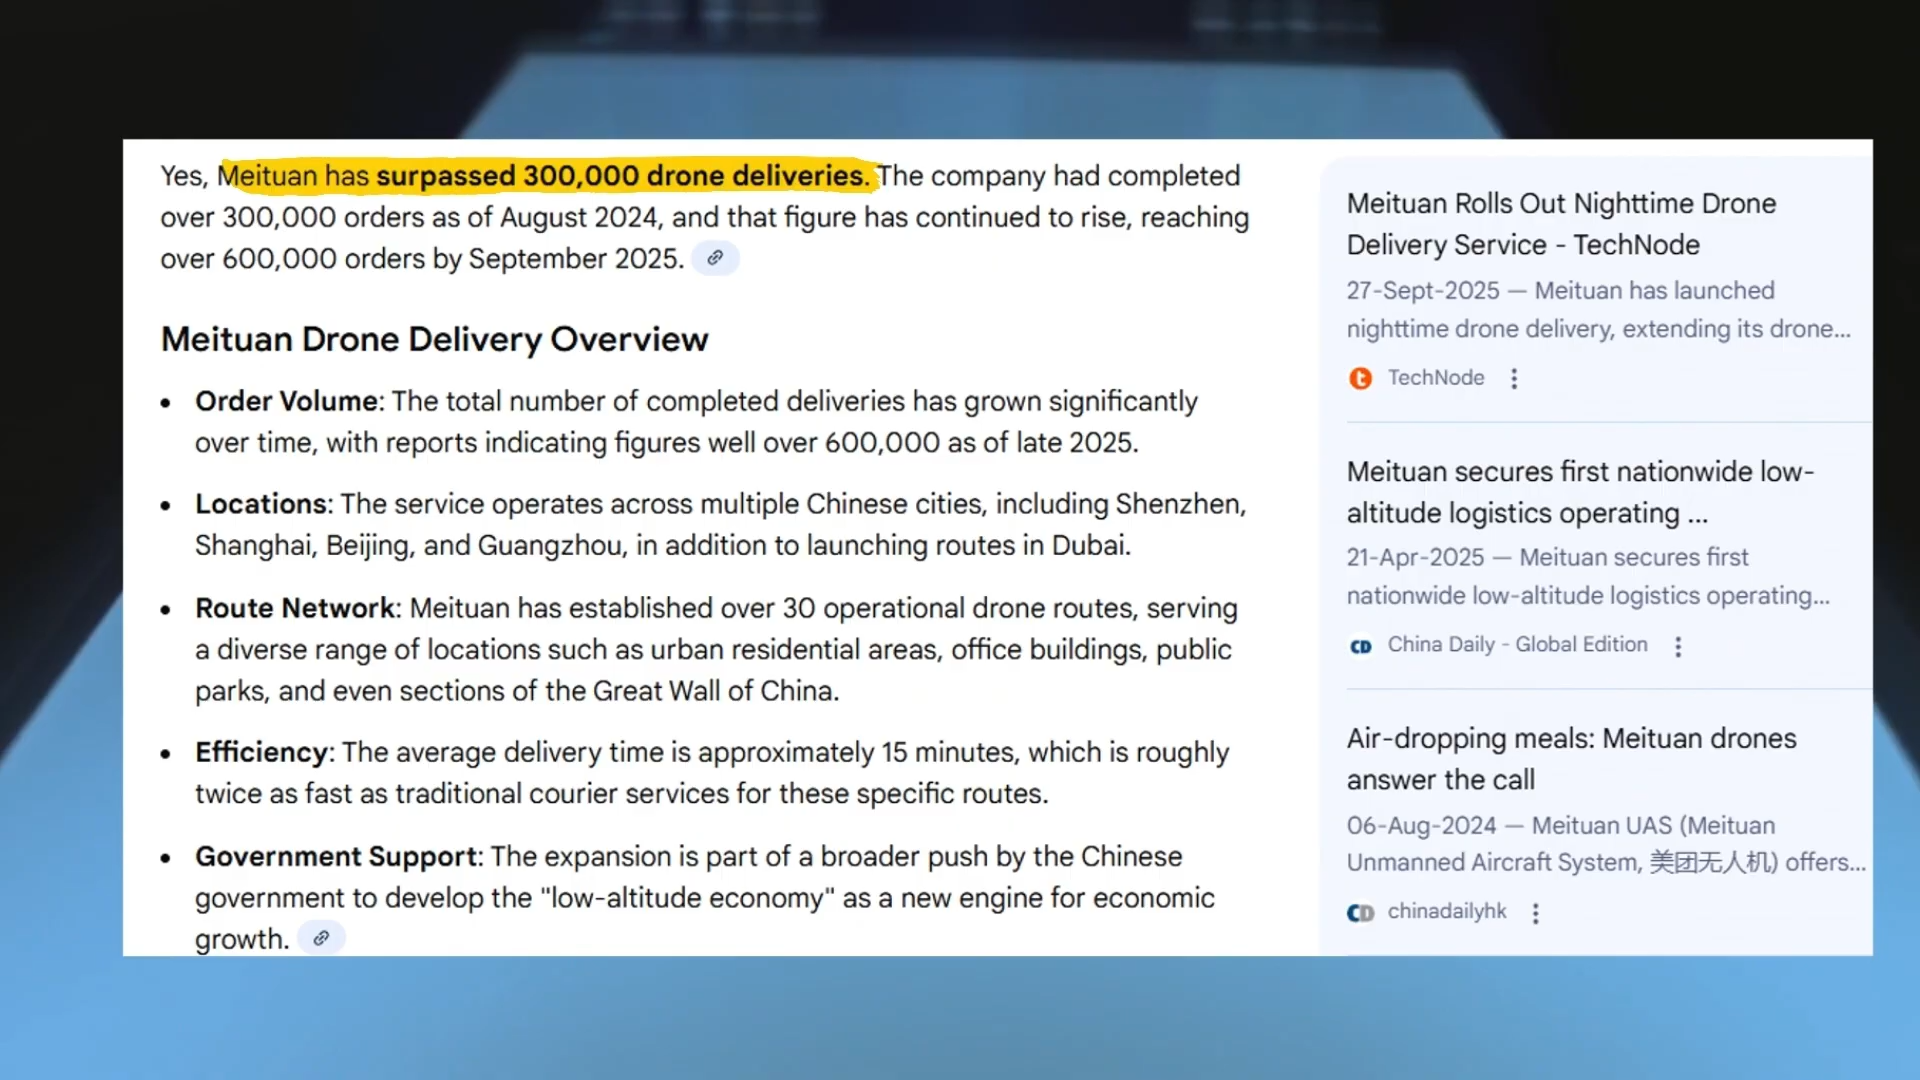 Yes, Meituan has surpassed 300,000 drone deliveries. The company had completed
over 300,000 orders as of August 2024, and that figure has continued to rise, reaching
over 600,000 orders by September 2025.
Meituan Drone Delivery Overview
• Order Volume: The total number of completed deliveries has grown significantly
over time, with reports indicating figures well over 600,000 as of late 2025.
• Locations: The service operates across multiple Chinese cities, including Shenzhen,
Shanghai, Beijing, and Guangzhou, in addition to launching routes in Dubai.
• Route Network: Meituan has established over 30 operational drone routes, serving
a diverse range of locations such as urban residential areas, office buildings, public
parks, and even sections of the Great Wall of China.
• Efficiency: The average delivery time is approximately 15 minutes, which is roughly
twice as fast as traditional courier services for these specific routes.
• Government Support: The expansion is part of a broader push by the Chinese
government to develop the "low-altitude economy" as a new engine for economic
growth.
Meituan Rolls Out Nighttime Drone
Delivery Service - TechNode
27-Sept-2025 — Meituan has launched
nighttime drone delivery, extending its drone...
TechNode
Meituan secures first nationwide low-
altitude logistics operating ...
21-Apr-2025 — Meituan secures first
nationwide low-altitude logistics operating...
CD China Daily - Global Edition
Air-dropping meals: Meituan drones
answer the call
06-Aug-2024 — Meituan UAS (Meituan
Unmanned Aircraft System, 美团无人机) offers...
CD chinadailyhk